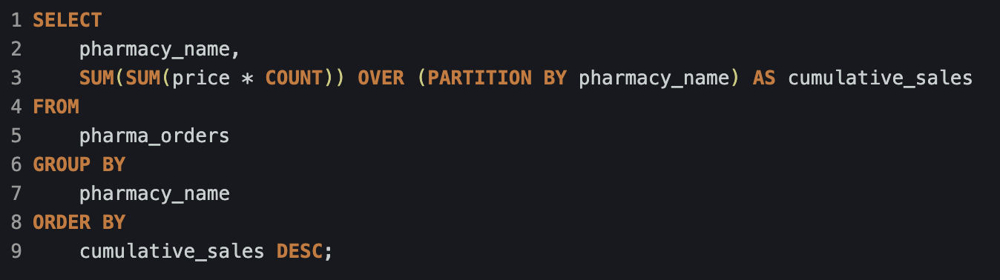 1 SELECT
2     pharmacy_name,
3     SUM(SUM(price * COUNT)) OVER (PARTITION BY pharmacy_name) AS cumulative_sales
4 FROM
5     pharma_orders
6 GROUP BY
7     pharmacy_name
8 ORDER BY
9     cumulative_sales DESC;